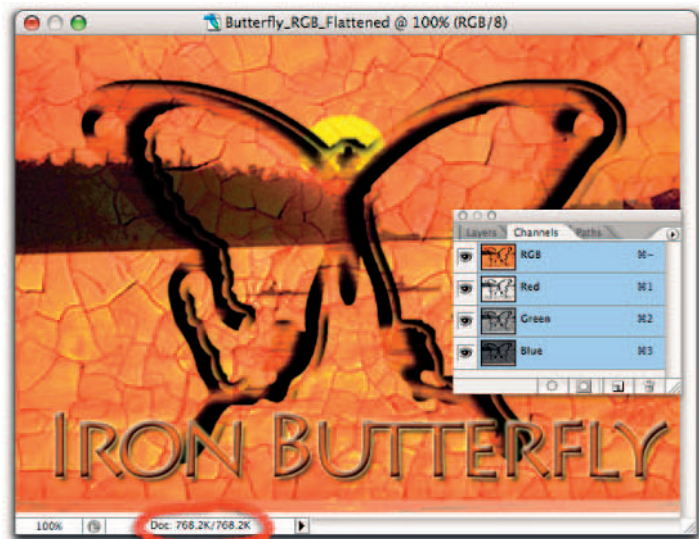 Butterfly_RGB_Flattened @ 100% (RGB/8)
Layers Channels Paths
RGB ⌘~
Red ⌘1
Green ⌘2
Blue ⌘3
IRON BUTTERFLY
100% Doc: 768.2K/768.2K